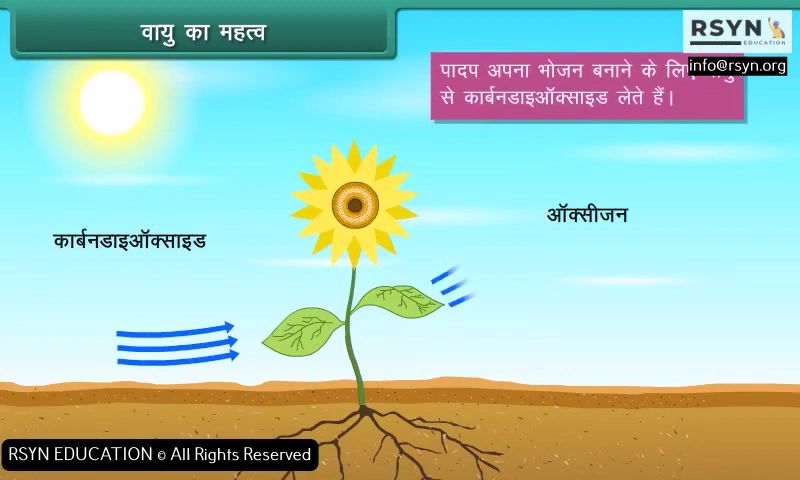 वायु का महत्व
RSYN
EDUCATION
info@rsyn.org
पादप अपना भोजन बनाने के
से कार्बनडाइऑक्साइड लेते हैं।
ऑक्सीजन
कार्बनडाइऑक्साइड
RSYN EDUCATION © All Rights Reserved